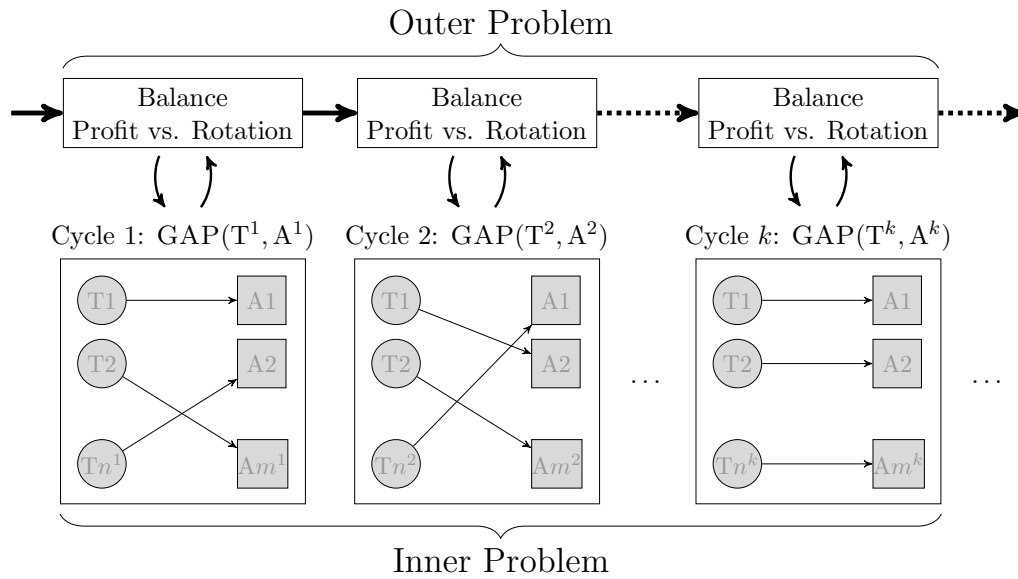 Outer Problem
Balance
Profit vs. Rotation
Balance
Profit vs. Rotation
Balance
Profit vs. Rotation
Cycle 1: GAP(T¹, A¹)
T1
A1
T2
A2
Tn¹
Am¹
Cycle 2: GAP(T², A²)
T1
A1
T2
A2
Tn²
Am²
...
Cycle k: GAP(Tᵏ, Aᵏ)
T1
A1
T2
A2
Tnᵏ
Amᵏ
...
Inner Problem